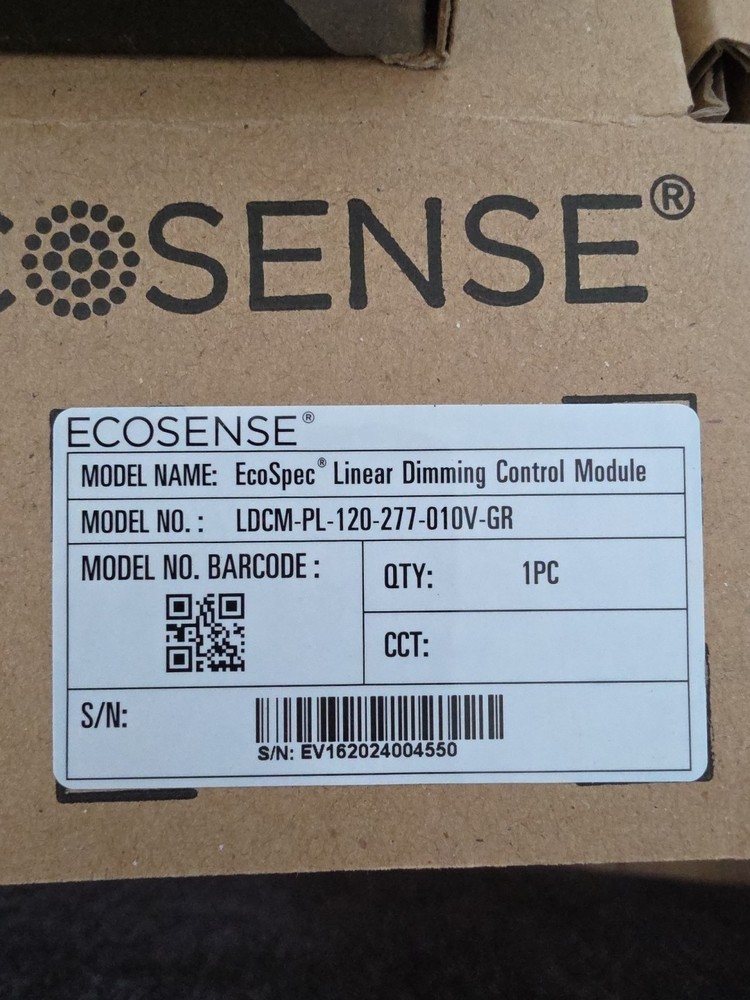 COSENSE®
ECOSENSE®
MODEL NAME: EcoSpec® Linear Dimming Control Module
MODEL NO. : LDCM-PL-120-277-010V-GR
MODEL NO. BARCODE :
QTY: 1PC
CCT:
S/N:
S/N: EV162024004550